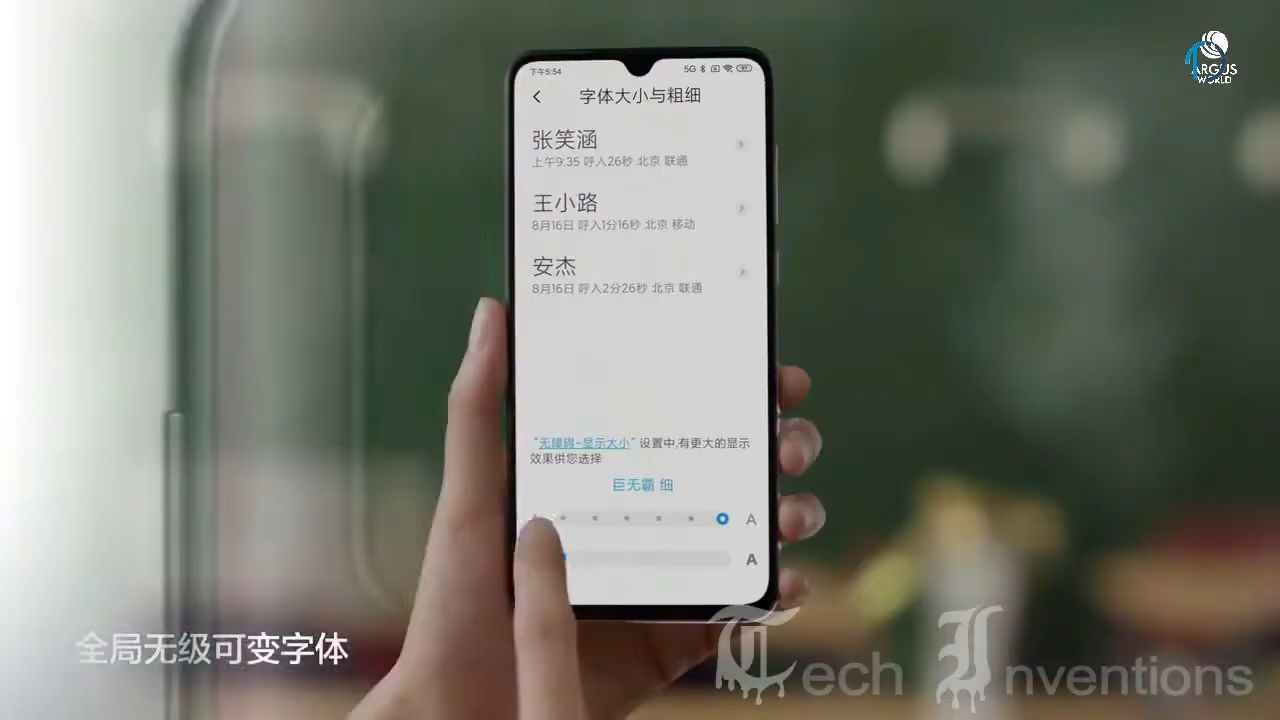 ARGUS
WORLD
下午5:54
5G
字体大小与粗细
张笑涵
上午9:35 呼入26秒 北京 联通
王小路
8月16日 呼入1分16秒 北京 移动
安杰
8月16日 呼入2分26秒 北京 联通
“无障碍-显示大小”设置中,有更大的显示
效果供您选择
巨无霸 细
A
A
全局无级可变字体
Tech Inventions